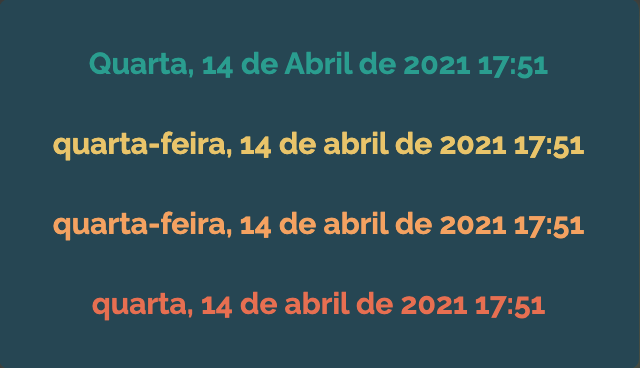 Quarta, 14 de Abril de 2021 17:51
quarta-feira, 14 de abril de 2021 17:51
quarta-feira, 14 de abril de 2021 17:51
quarta, 14 de abril de 2021 17:51